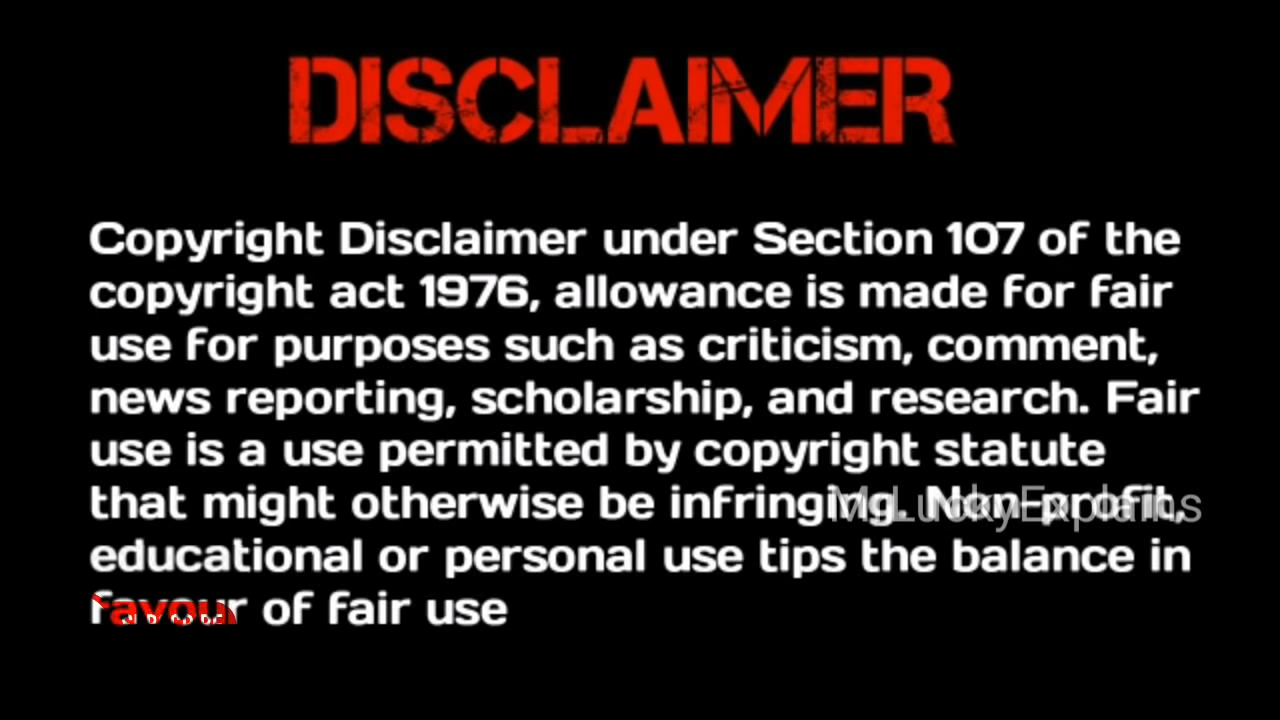 DISCLAIMER
Copyright Disclaimer under Section 107 of the
copyright act 1976, allowance is made for fair
use for purposes such as criticism, comment,
news reporting, scholarship, and research. Fair
use is a use permitted by copyright statute
that might otherwise be infringing. Non-profit,
MgLuckyExplains
educational or personal use tips the balance in
favour of fair use